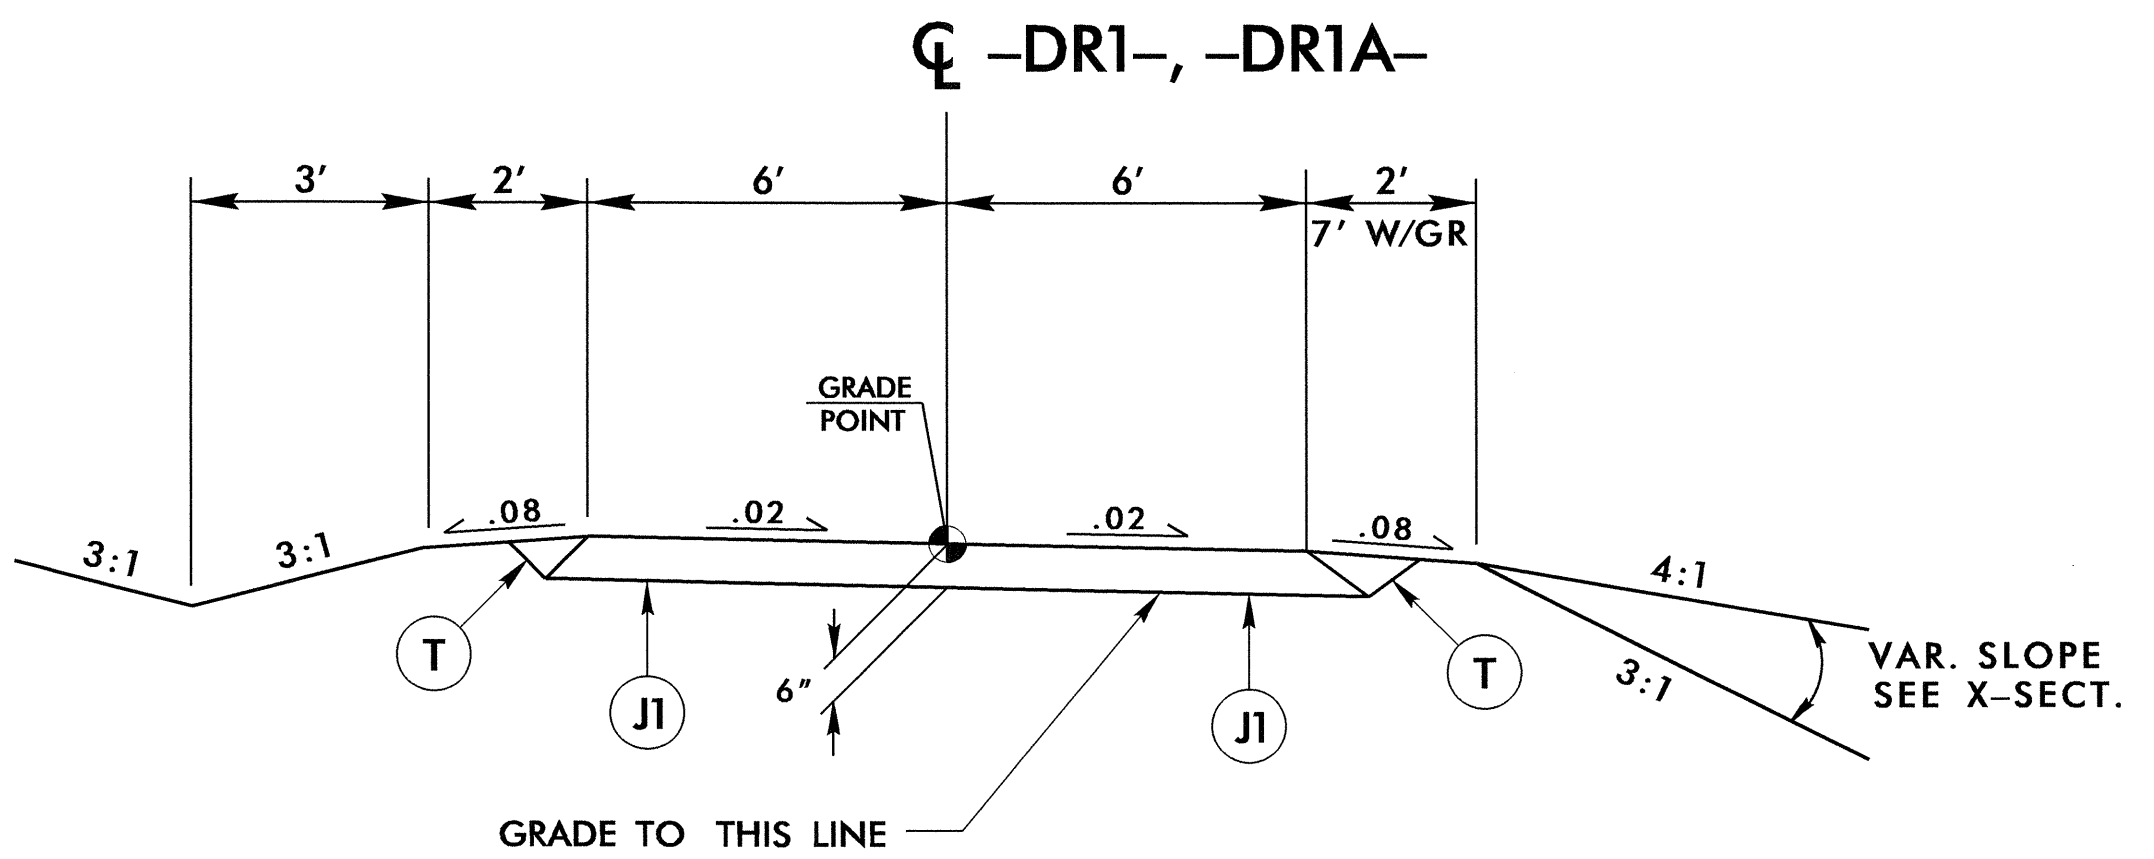 ℄ –DR1–, –DR1A–
3' 2' 6' 6' 2'
7' W/GR
GRADE
POINT
.08 .02 .02 .08
3:1 3:1 4:1
3:1
T T
J1 J1
6"
VAR. SLOPE
SEE X–SECT.
GRADE TO THIS LINE